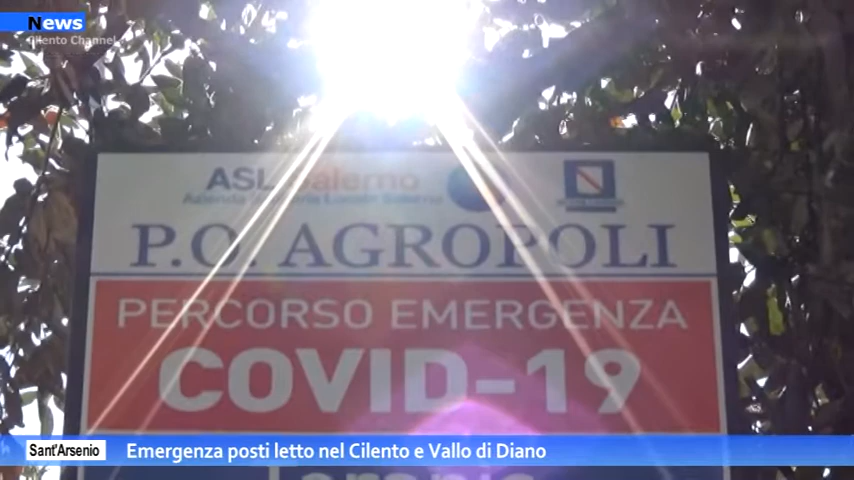 News
Cilento Channel
ASL Salerno
Azienda Sanitaria Locale Salerno
P.O. AGROPOLI
PERCORSO EMERGENZA
COVID-19
Sant'Arsenio
Emergenza posti letto nel Cilento e Vallo di Diano